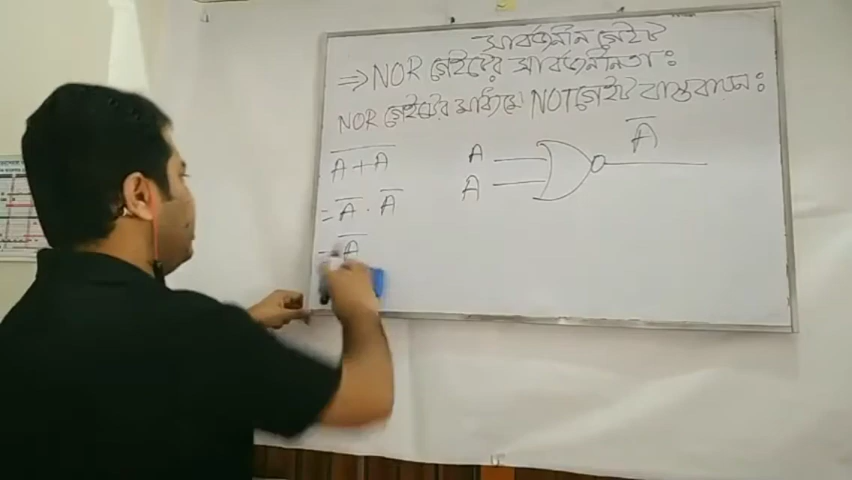 সার্বজনীন গেইট
⇒ NOR গেইটের সার্বজনীনতা :
NOR গেইটের মাধ্যমে NOT গেইট বাস্তবায়ন :
A̅ ̅+̅ ̅A̅
= A̅ . A̅
= A̅
A
A
A̅